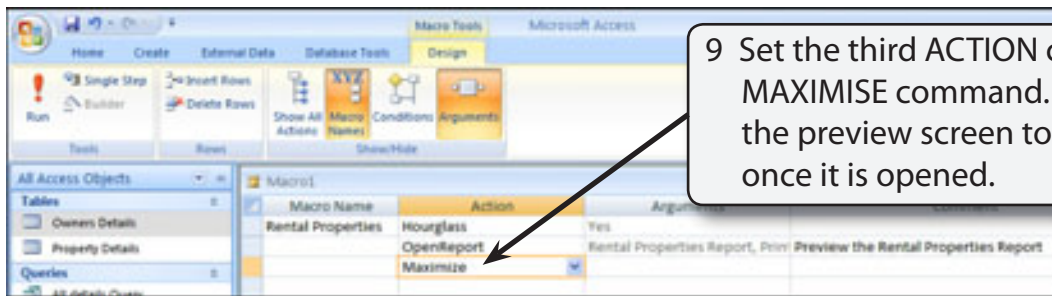 Macro Tools Microsoft Access
Home Create External Data Database Tools Design
Run
Single Step
Builder
Tools
Insert Rows
Delete Rows
Rows
Show All Actions
XYZ
Macro Names
Conditions
Arguments
Show/Hide
9 Set the third ACTION
MAXIMISE command.
the preview screen to
once it is opened.
All Access Objects
Tables
Owners Details
Property Details
Queries
All details Query
Macro1
Macro Name Action Arguments Comment
Rental Properties Hourglass Yes
OpenReport Rental Properties Report, Prin Preview the Rental Properties Report
Maximize